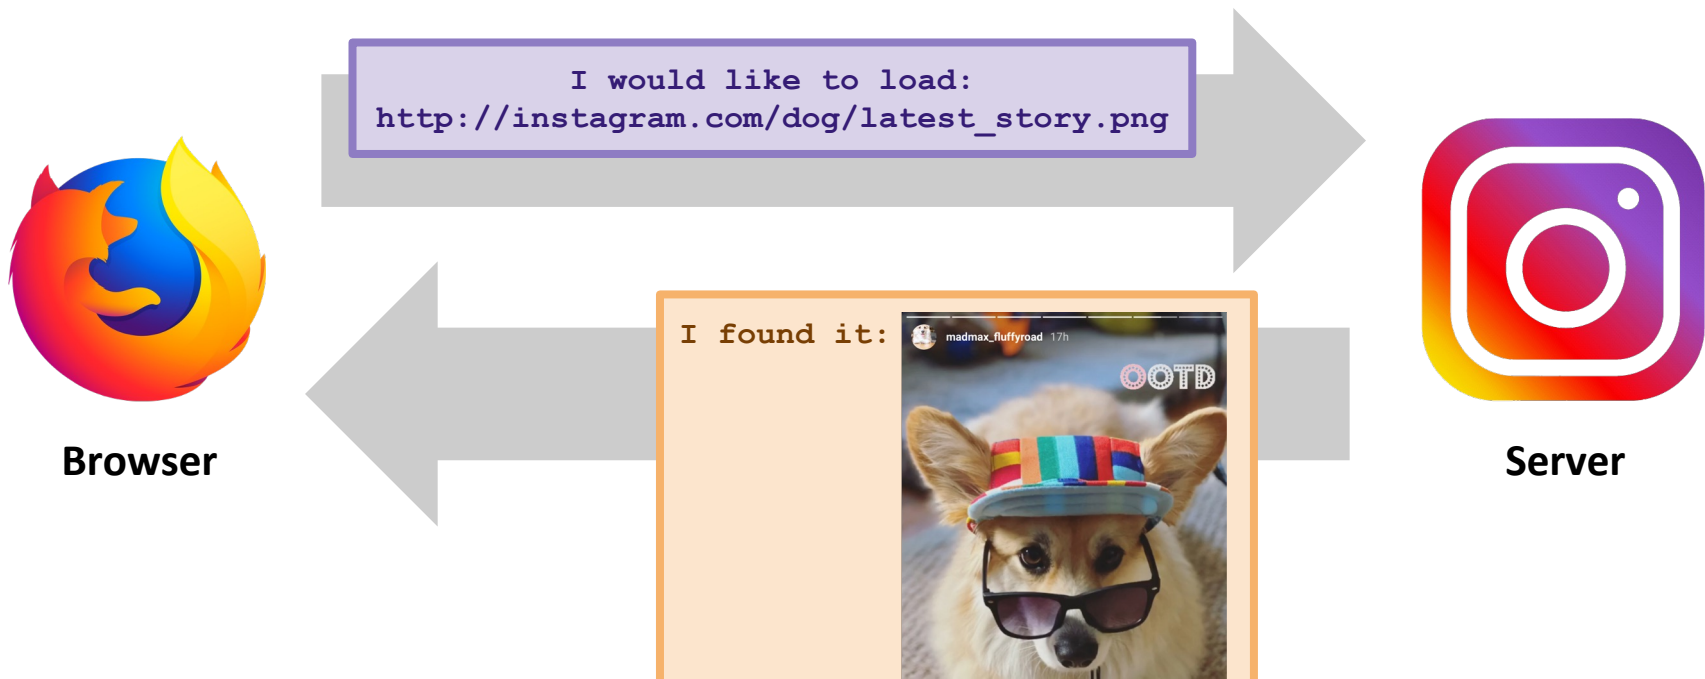 I would like to load:
http://instagram.com/dog/latest_story.png
I found it:
madmax_fluffyroad 17h
OOTD
Browser
Server